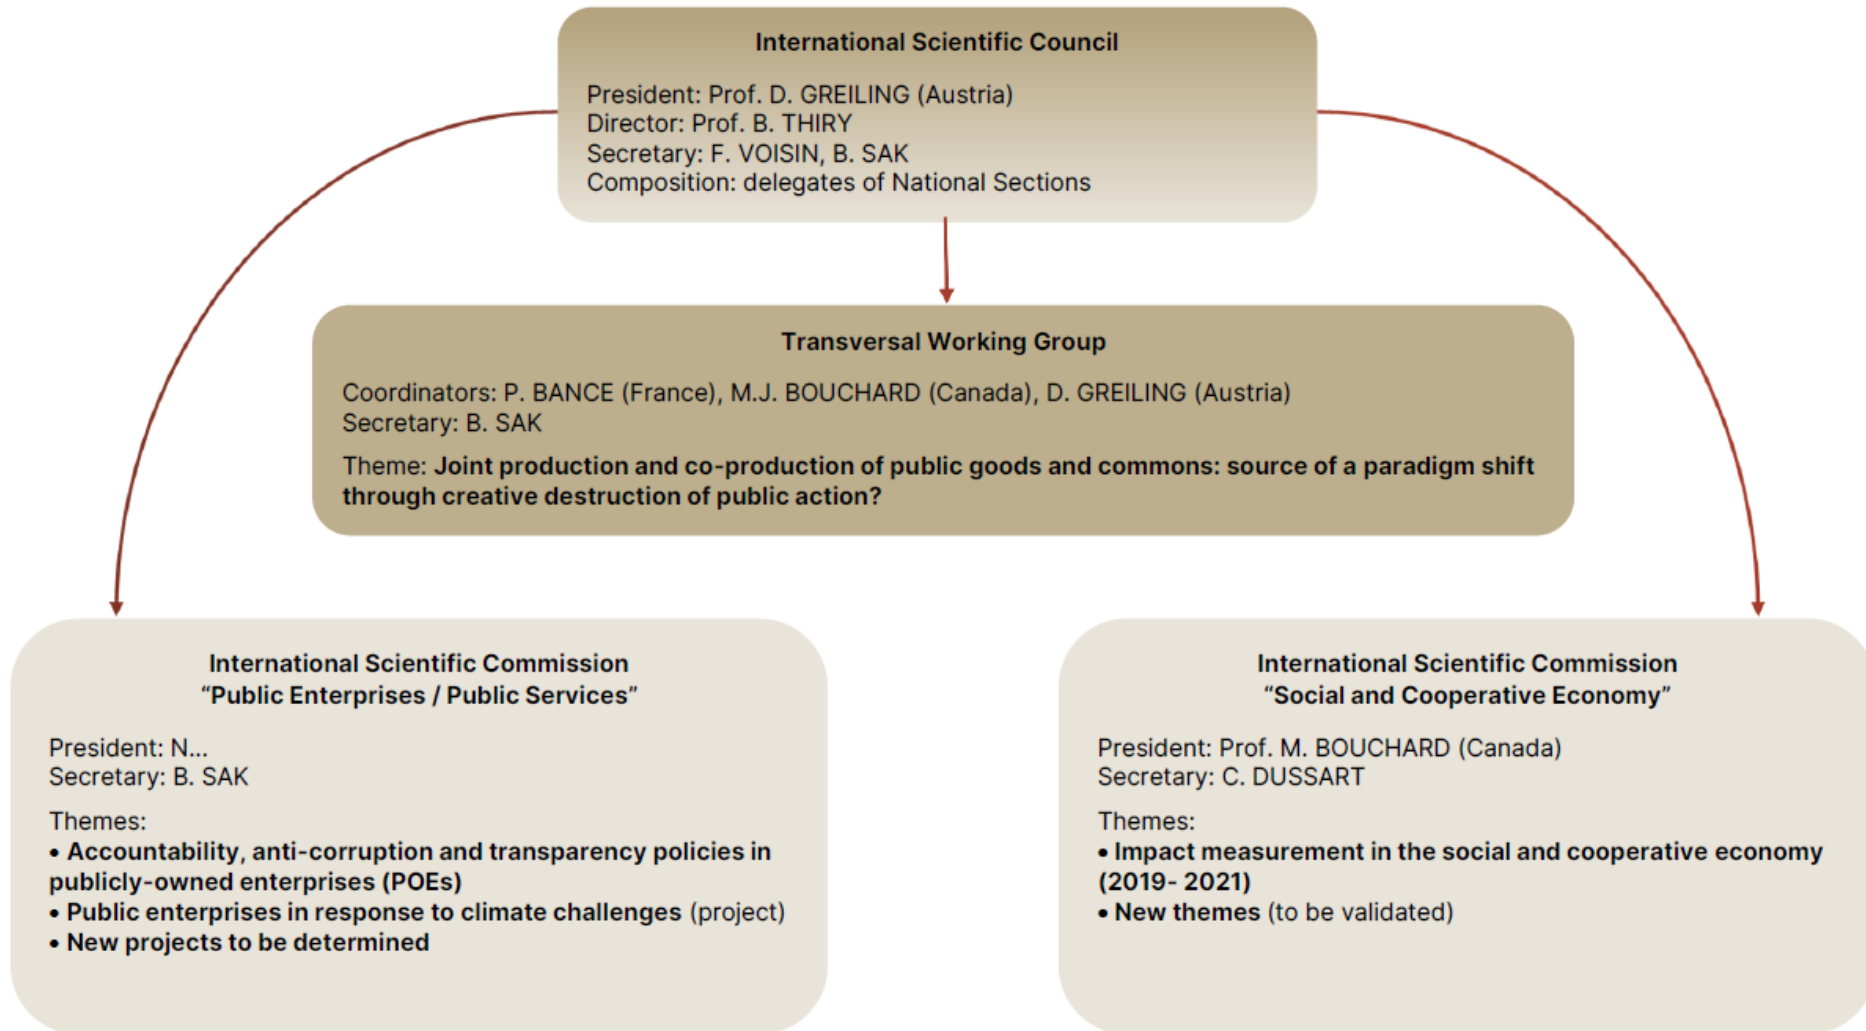 International Scientific Council
President: Prof. D. GREILING (Austria)
Director: Prof. B. THIRY
Secretary: F. VOISIN, B. SAK
Composition: delegates of National Sections
Transversal Working Group
Coordinators: P. BANCE (France), M.J. BOUCHARD (Canada), D. GREILING (Austria)
Secretary: B. SAK
Theme: Joint production and co-production of public goods and commons: source of a paradigm shift
through creative destruction of public action?
International Scientific Commission
“Public Enterprises / Public Services”
President: N...
Secretary: B. SAK
Themes:
• Accountability, anti-corruption and transparency policies in
publicly-owned enterprises (POEs)
• Public enterprises in response to climate challenges (project)
• New projects to be determined
International Scientific Commission
“Social and Cooperative Economy”
President: Prof. M. BOUCHARD (Canada)
Secretary: C. DUSSART
Themes:
• Impact measurement in the social and cooperative economy
(2019- 2021)
• New themes (to be validated)